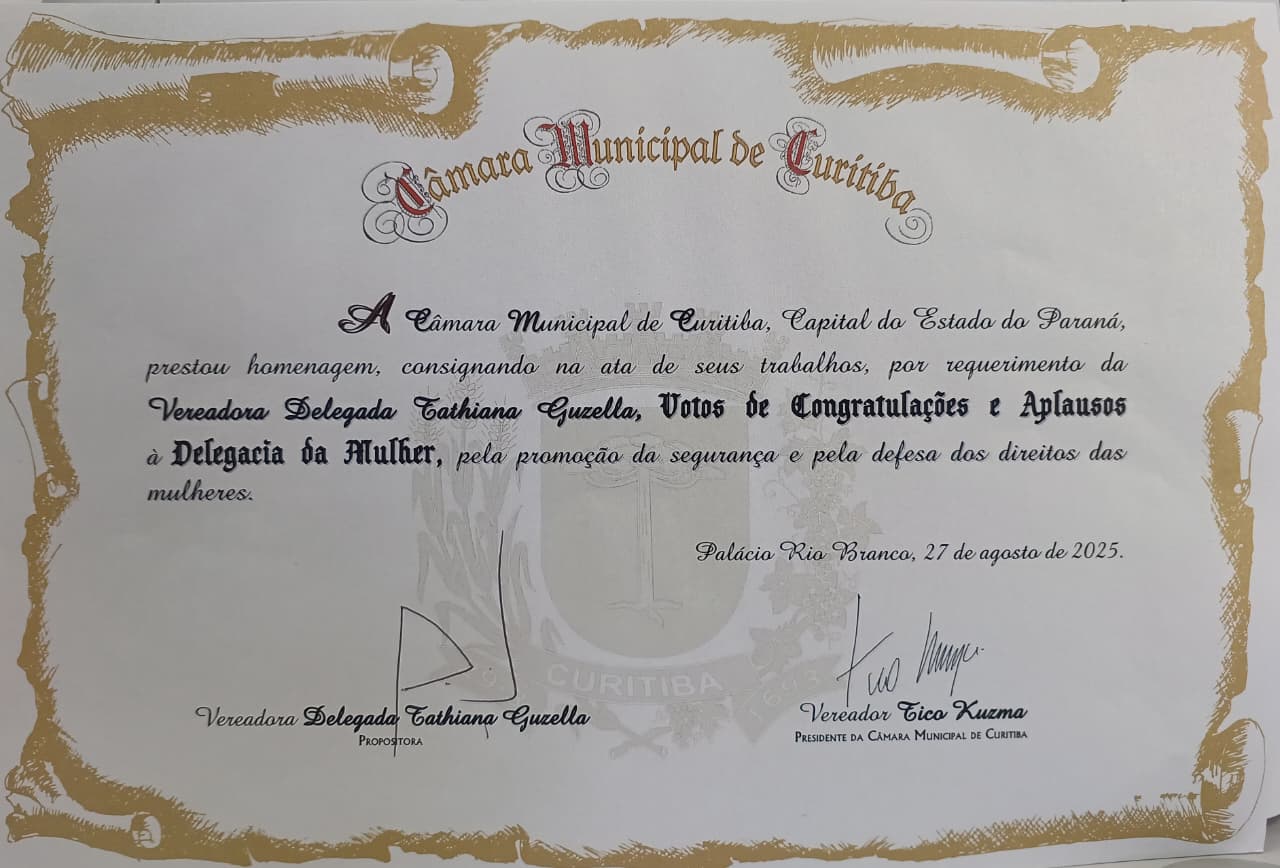 Câmara Municipal de Curitiba
A Câmara Municipal de Curitiba, Capital do Estado do Paraná,
prestou homenagem, consignando na ata de seus trabalhos, por requerimento da
Vereadora Delegada Tathiana Guzella, Votos de Congratulações e Aplausos
à Delegacia da Mulher, pela promoção da segurança e pela defesa dos direitos das
mulheres.
Palácio Rio Branco, 27 de agosto de 2025.
CURITIBA
1693
Tico Kuzma
Vereadora Delegada Tathiana Guzella
Propositora
Vereador Tico Kuzma
Presidente da Câmara Municipal de Curitiba